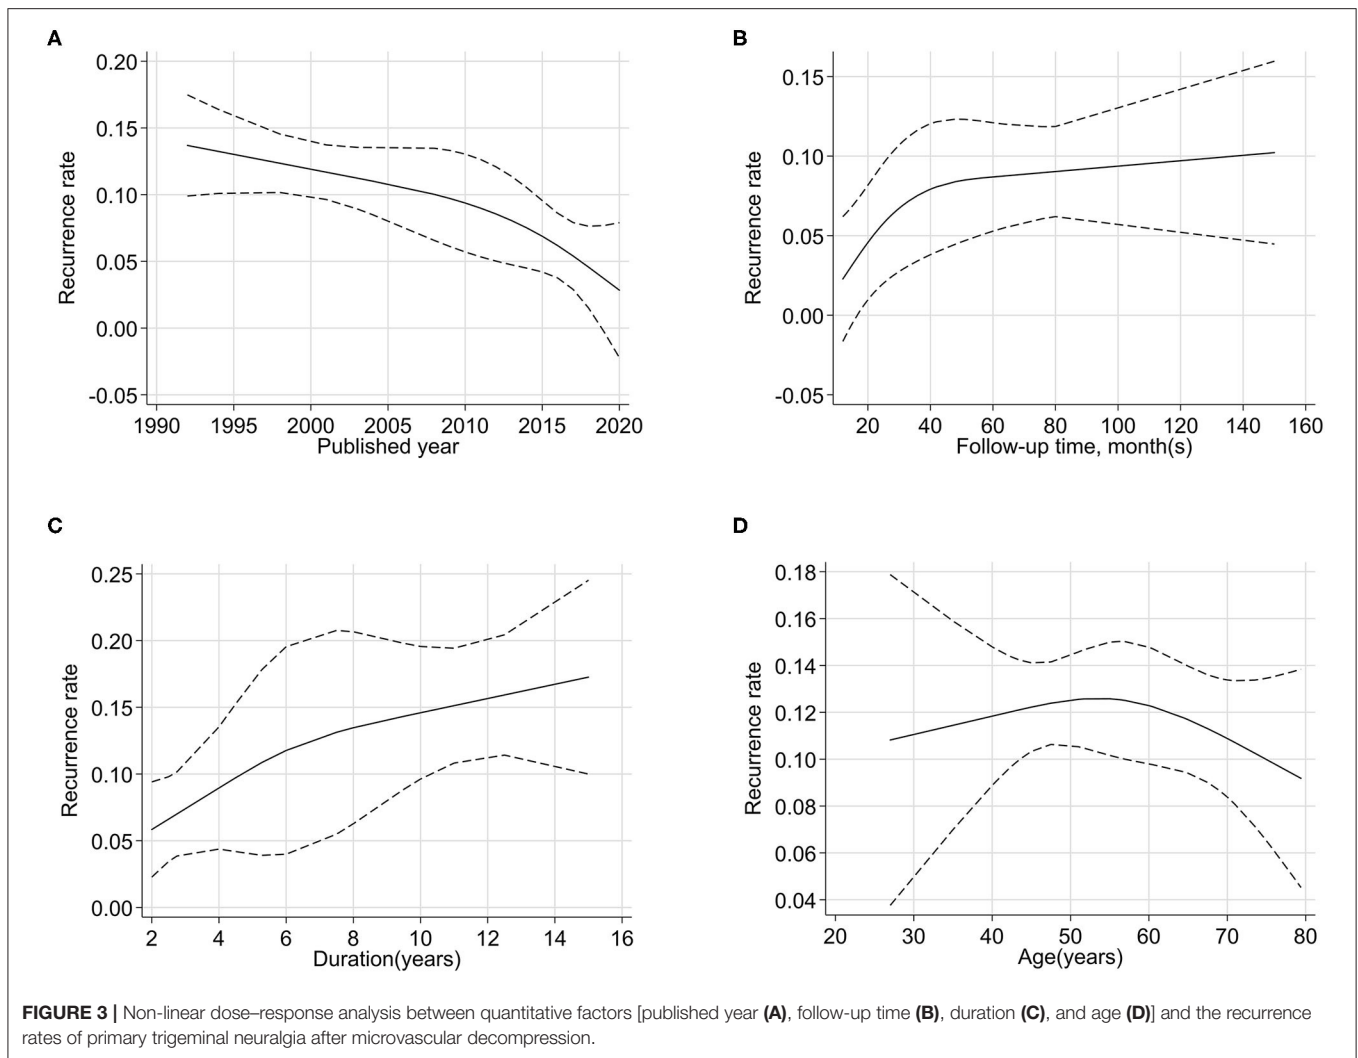 A
0.20
0.15
0.10
0.05
0.00
-0.05
Recurrence rate
1990 1995 2000 2005 2010 2015 2020
Published year
B
0.15
0.10
0.05
0.00
-0.05
Recurrence rate
20 40 60 80 100 120 140 160
Follow-up time, month(s)
C
0.25
0.20
0.15
0.10
0.05
0.00
Recurrence rate
2 4 6 8 10 12 14 16
Duration(years)
D
0.18
0.16
0.14
0.12
0.10
0.08
0.06
0.04
Recurrence rate
20 30 40 50 60 70 80
Age(years)
FIGURE 3 | Non-linear dose–response analysis between quantitative factors [published year (A), follow-up time (B), duration (C), and age (D)] and the recurrence
rates of primary trigeminal neuralgia after microvascular decompression.